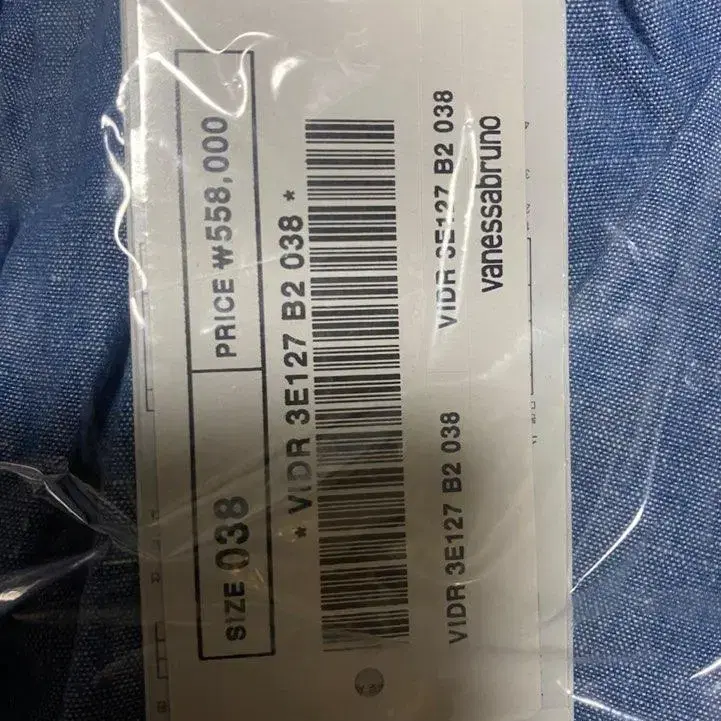 SIZE 038
PRICE ₩558,000
* VIDR 3E127 B2 038 *
VIDR 3E127 B2 038
VIDR 3E127 B2 038
vanessabruno